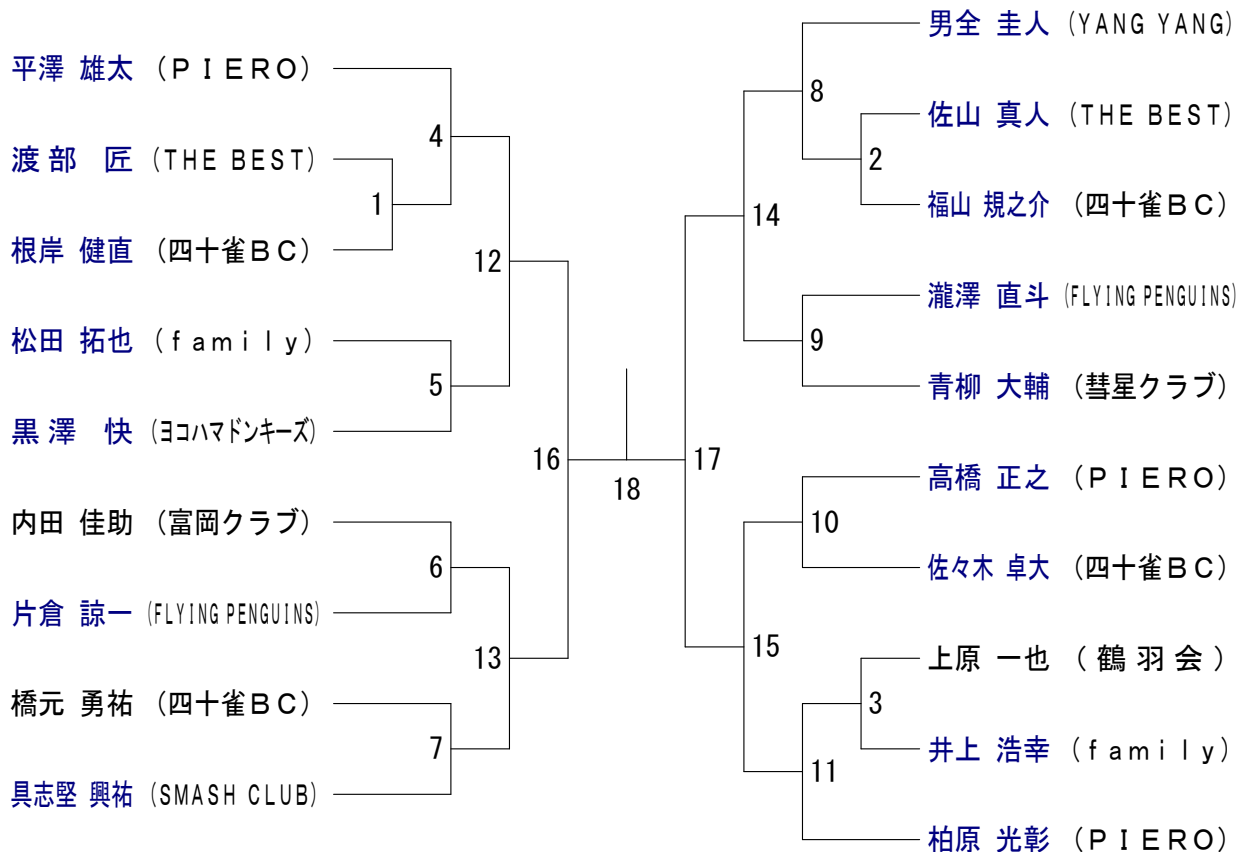 平澤 雄太 (ＰＩＥＲＯ)
渡部 匠 (THE BEST)
根岸 健直 (四十雀ＢＣ)
松田 拓也 (ｆａｍｉｌｙ)
黒澤 快 (ヨコハマドンキーズ)
内田 佳助 (富岡クラブ)
片倉 諒一 (FLYING PENGUINS)
橋元 勇祐 (四十雀ＢＣ)
具志堅 興祐 (SMASH CLUB)
1
4
5
6
7
12
13
16
18
17
14
15
8
2
9
10
3
11
男全 圭人 (YANG YANG)
佐山 真人 (THE BEST)
福山 規之介 (四十雀ＢＣ)
瀧澤 直斗 (FLYING PENGUINS)
青柳 大輔 (彗星クラブ)
高橋 正之 (ＰＩＥＲＯ)
佐々木 卓大 (四十雀ＢＣ)
上原 一也 (鶴羽会)
井上 浩幸 (ｆａｍｉｌｙ)
柏原 光彰 (ＰＩＥＲＯ)